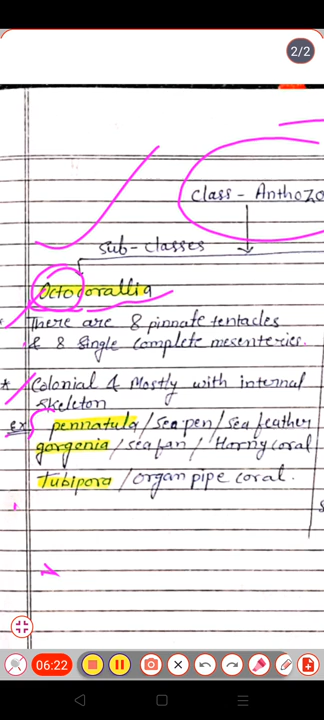 2/2
Class - Anthozo
Sub-classes
Octocorallia
There are 8 pinnate tentacles
& 8 single complete mesenteries.
* Colonial & Mostly with internal
skeleton
Ex pennatula/sea pen/sea feather
gorgenia/sea fan/Horny coral
Tubipora/organ pipe coral.
06:22